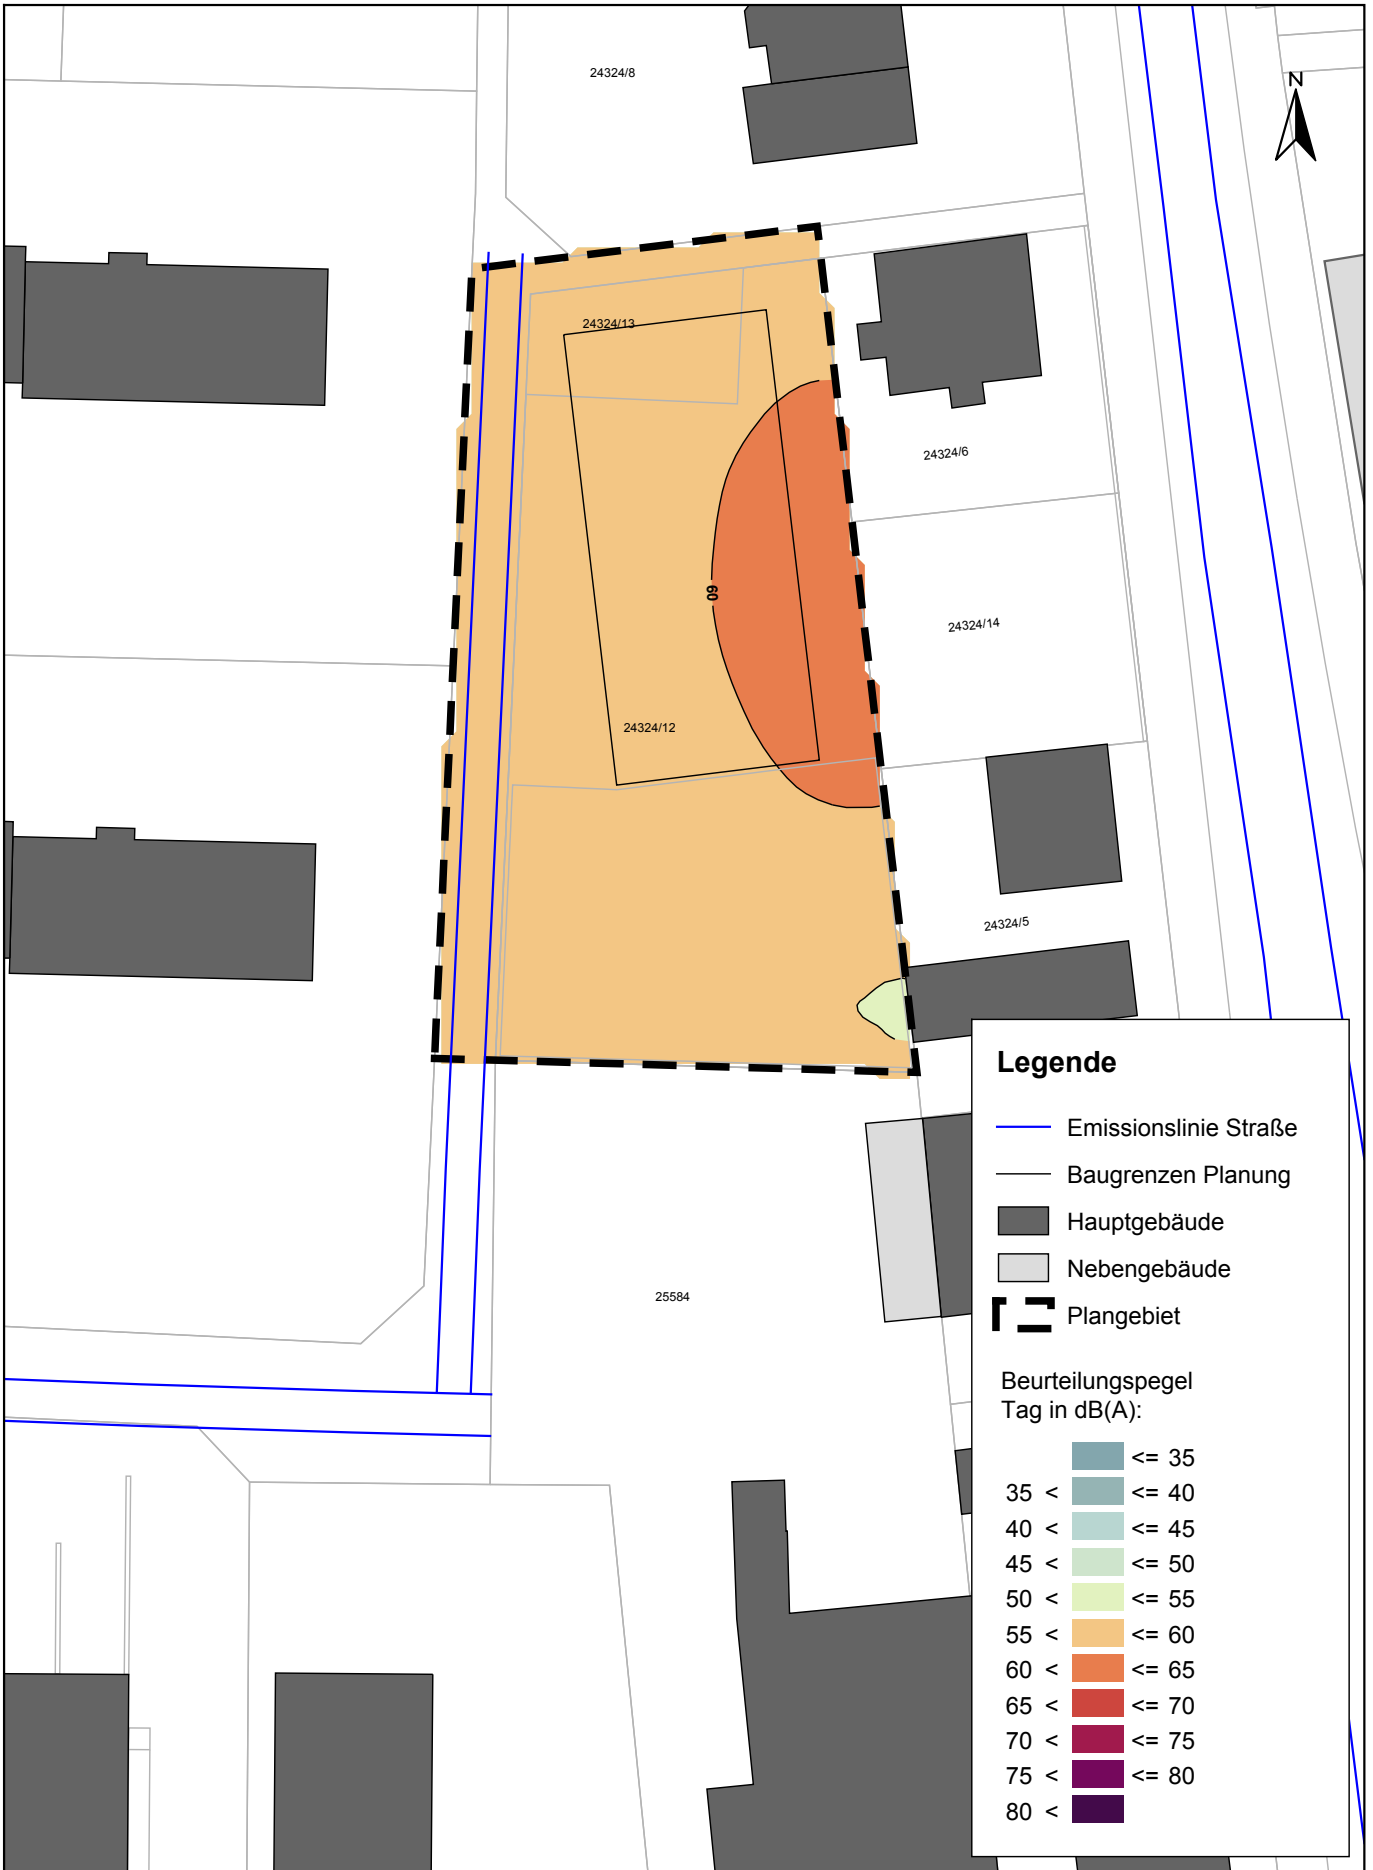 24324/8
N
24324/13
24324/6
60
24324/14
24324/12
24324/5
25584
Legende
Emissionslinie Straße
Baugrenzen Planung
Hauptgebäude
Nebengebäude
Plangebiet
Beurteilungspegel
Tag in dB(A):
<= 35
35 < <= 40
40 < <= 45
45 < <= 50
50 < <= 55
55 < <= 60
60 < <= 65
65 < <= 70
70 < <= 75
75 < <= 80
80 <